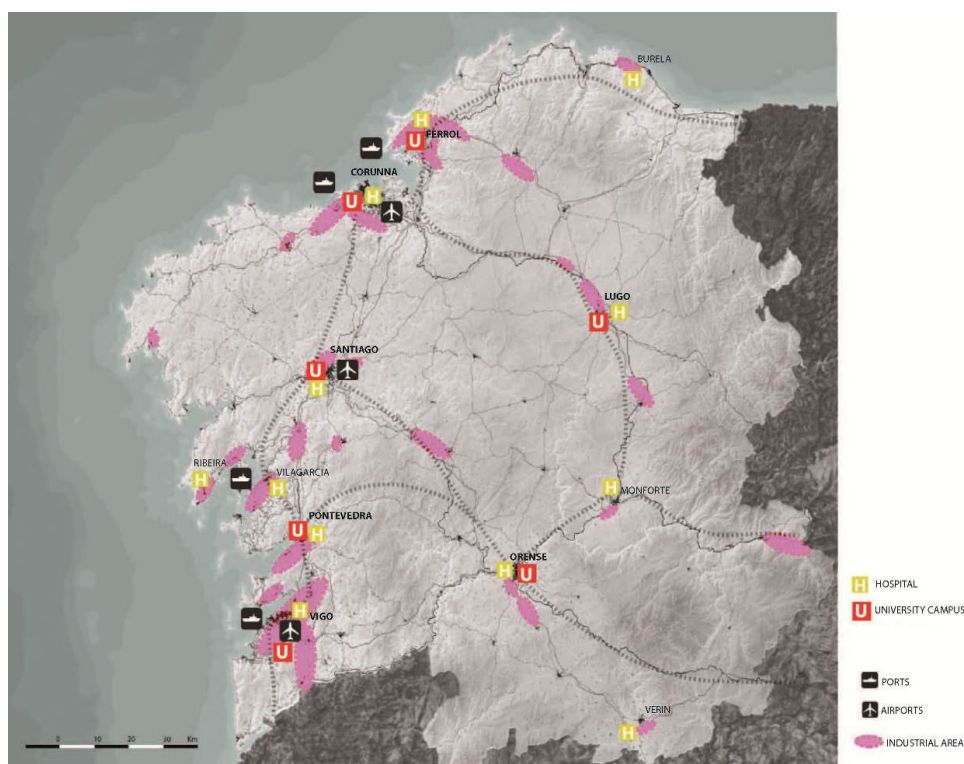 BURELA
H
H
FERROL
U
CORUNNA
H
U
LUGO
H
U
SANTIAGO
U
H
RIBEIRA
H
VILAGARCIA
H
H
MONFORTE
PONTEVEDRA
U
H
ORENSE
H
U
H
VIGO
U
VERIN
H
0 10 20 30 Km
H HOSPITAL
U UNIVERSITY CAMPUS
PORTS
AIRPORTS
INDUSTRIAL AREA